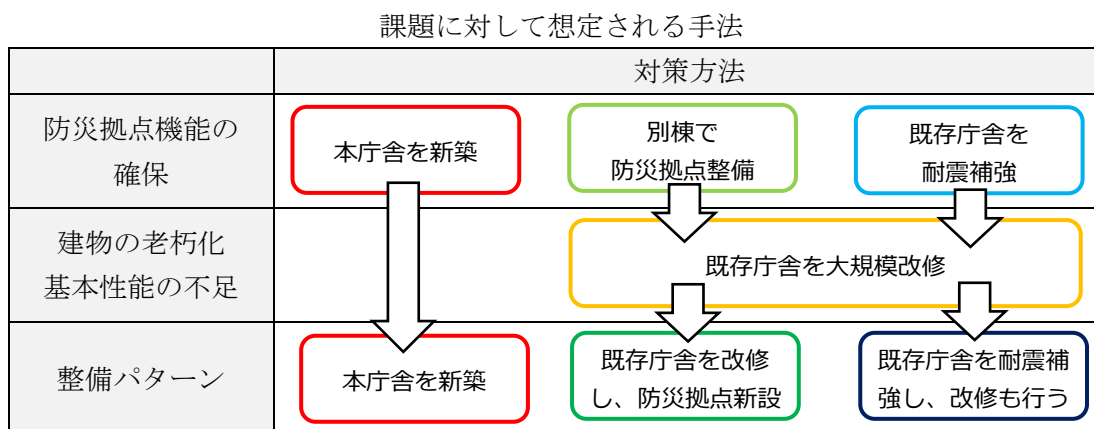 課題に対して想定される手法
対策方法
防災拠点機能の
確保
本庁舎を新築
別棟で
防災拠点整備
既存庁舎を
耐震補強
建物の老朽化
基本性能の不足
既存庁舎を大規模改修
整備パターン
本庁舎を新築
既存庁舎を改修
し、防災拠点新設
既存庁舎を耐震補
強し、改修も行う